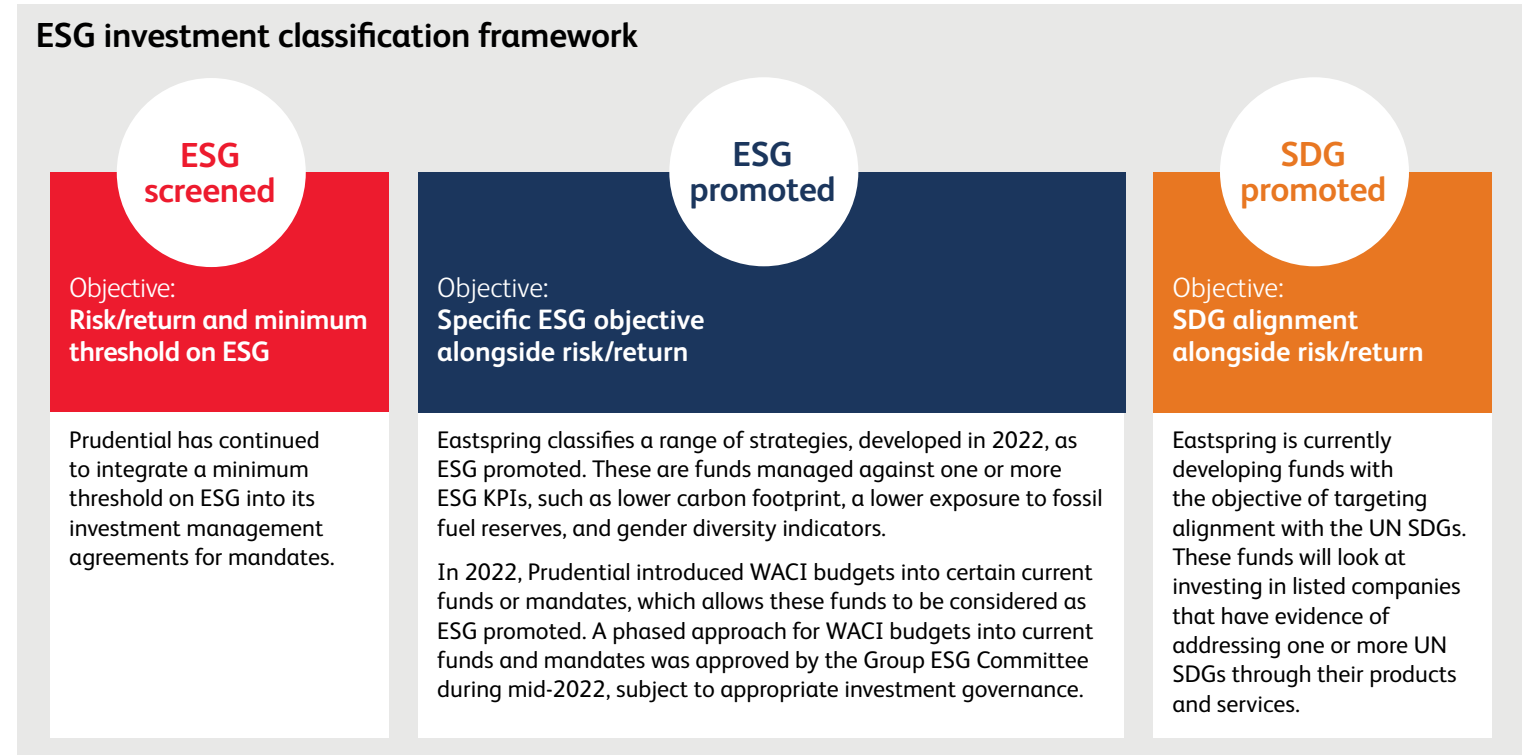 ESG investment classification framework
ESG
screened
Objective:
Risk/return and minimum
threshold on ESG
Prudential has continued
to integrate a minimum
threshold on ESG into its
investment management
agreements for mandates.
ESG
promoted
Objective:
Specific ESG objective
alongside risk/return
Eastspring classifies a range of strategies, developed in 2022, as
ESG promoted. These are funds managed against one or more
ESG KPIs, such as lower carbon footprint, a lower exposure to fossil
fuel reserves, and gender diversity indicators.
In 2022, Prudential introduced WACI budgets into certain current
funds or mandates, which allows these funds to be considered as
ESG promoted. A phased approach for WACI budgets into current
funds and mandates was approved by the Group ESG Committee
during mid-2022, subject to appropriate investment governance.
SDG
promoted
Objective:
SDG alignment
alongside risk/return
Eastspring is currently
developing funds with
the objective of targeting
alignment with the UN SDGs.
These funds will look at
investing in listed companies
that have evidence of
addressing one or more UN
SDGs through their products
and services.